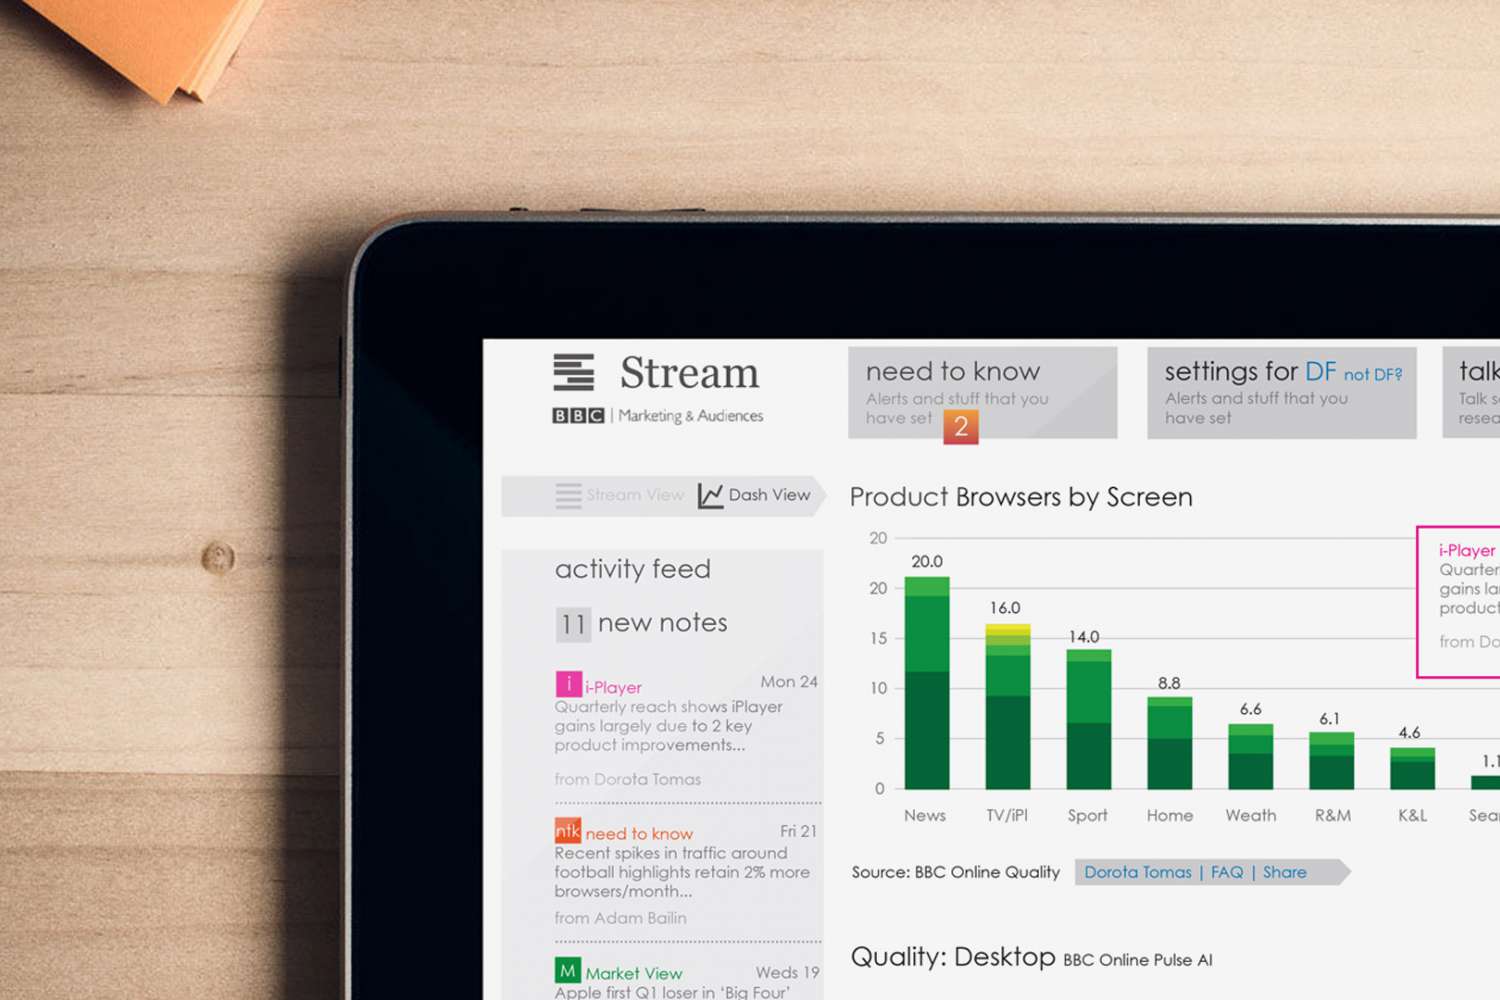 Stream
BBC | Marketing & Audiences
need to know
Alerts and stuff that you
have set
2
settings for DF not DF?
Alerts and stuff that you
have set
talk
Talk
resea
Stream View
Dash View
activity feed
11 new notes
i i-Player Mon 24
Quarterly reach shows iPlayer
gains largely due to 2 key
product improvements...
from Dorota Tomas
ntk need to know Fri 21
Recent spikes in traffic around
football highlights retain 2% more
browsers/month...
from Adam Bailin
M Market View Weds 19
Apple first Q1 loser in 'Big Four'
Product Browsers by Screen
20
20
15
10
5
0
20.0
16.0
14.0
8.8
6.6
6.1
4.6
1.1
News
TV/iPl
Sport
Home
Weath
R&M
K&L
Sear
i-Player
Quarter
gains la
product
from Do
Source: BBC Online Quality
Dorota Tomas | FAQ | Share
Quality: Desktop BBC Online Pulse AI